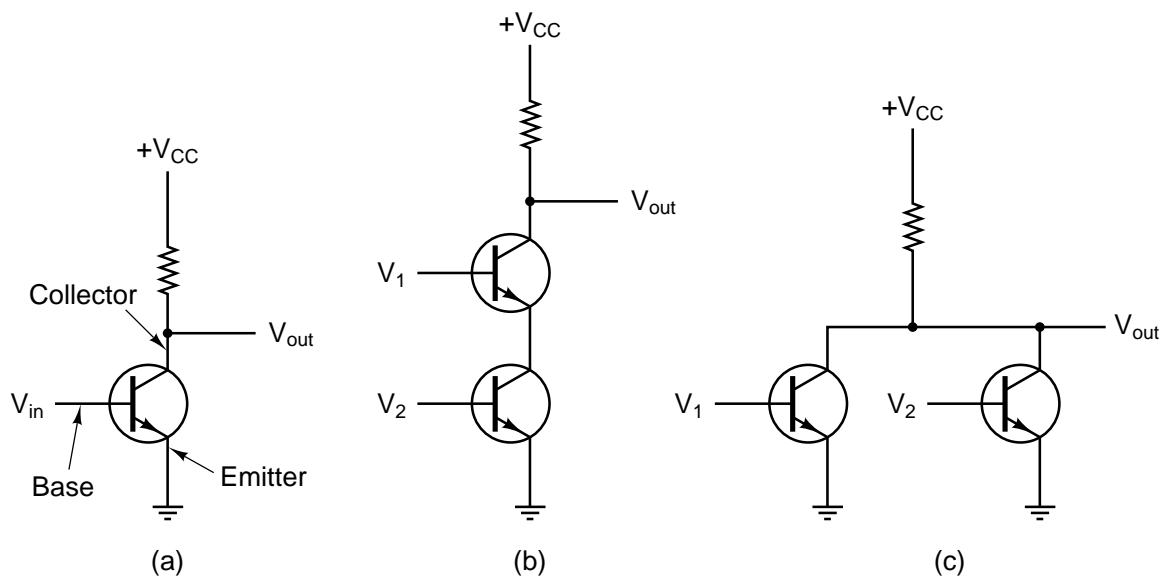 +VCC
Collector
Vout
Vin
Base
Emitter
(a)
+VCC
Vout
V1
V2
(b)
+VCC
Vout
V1
V2
(c)